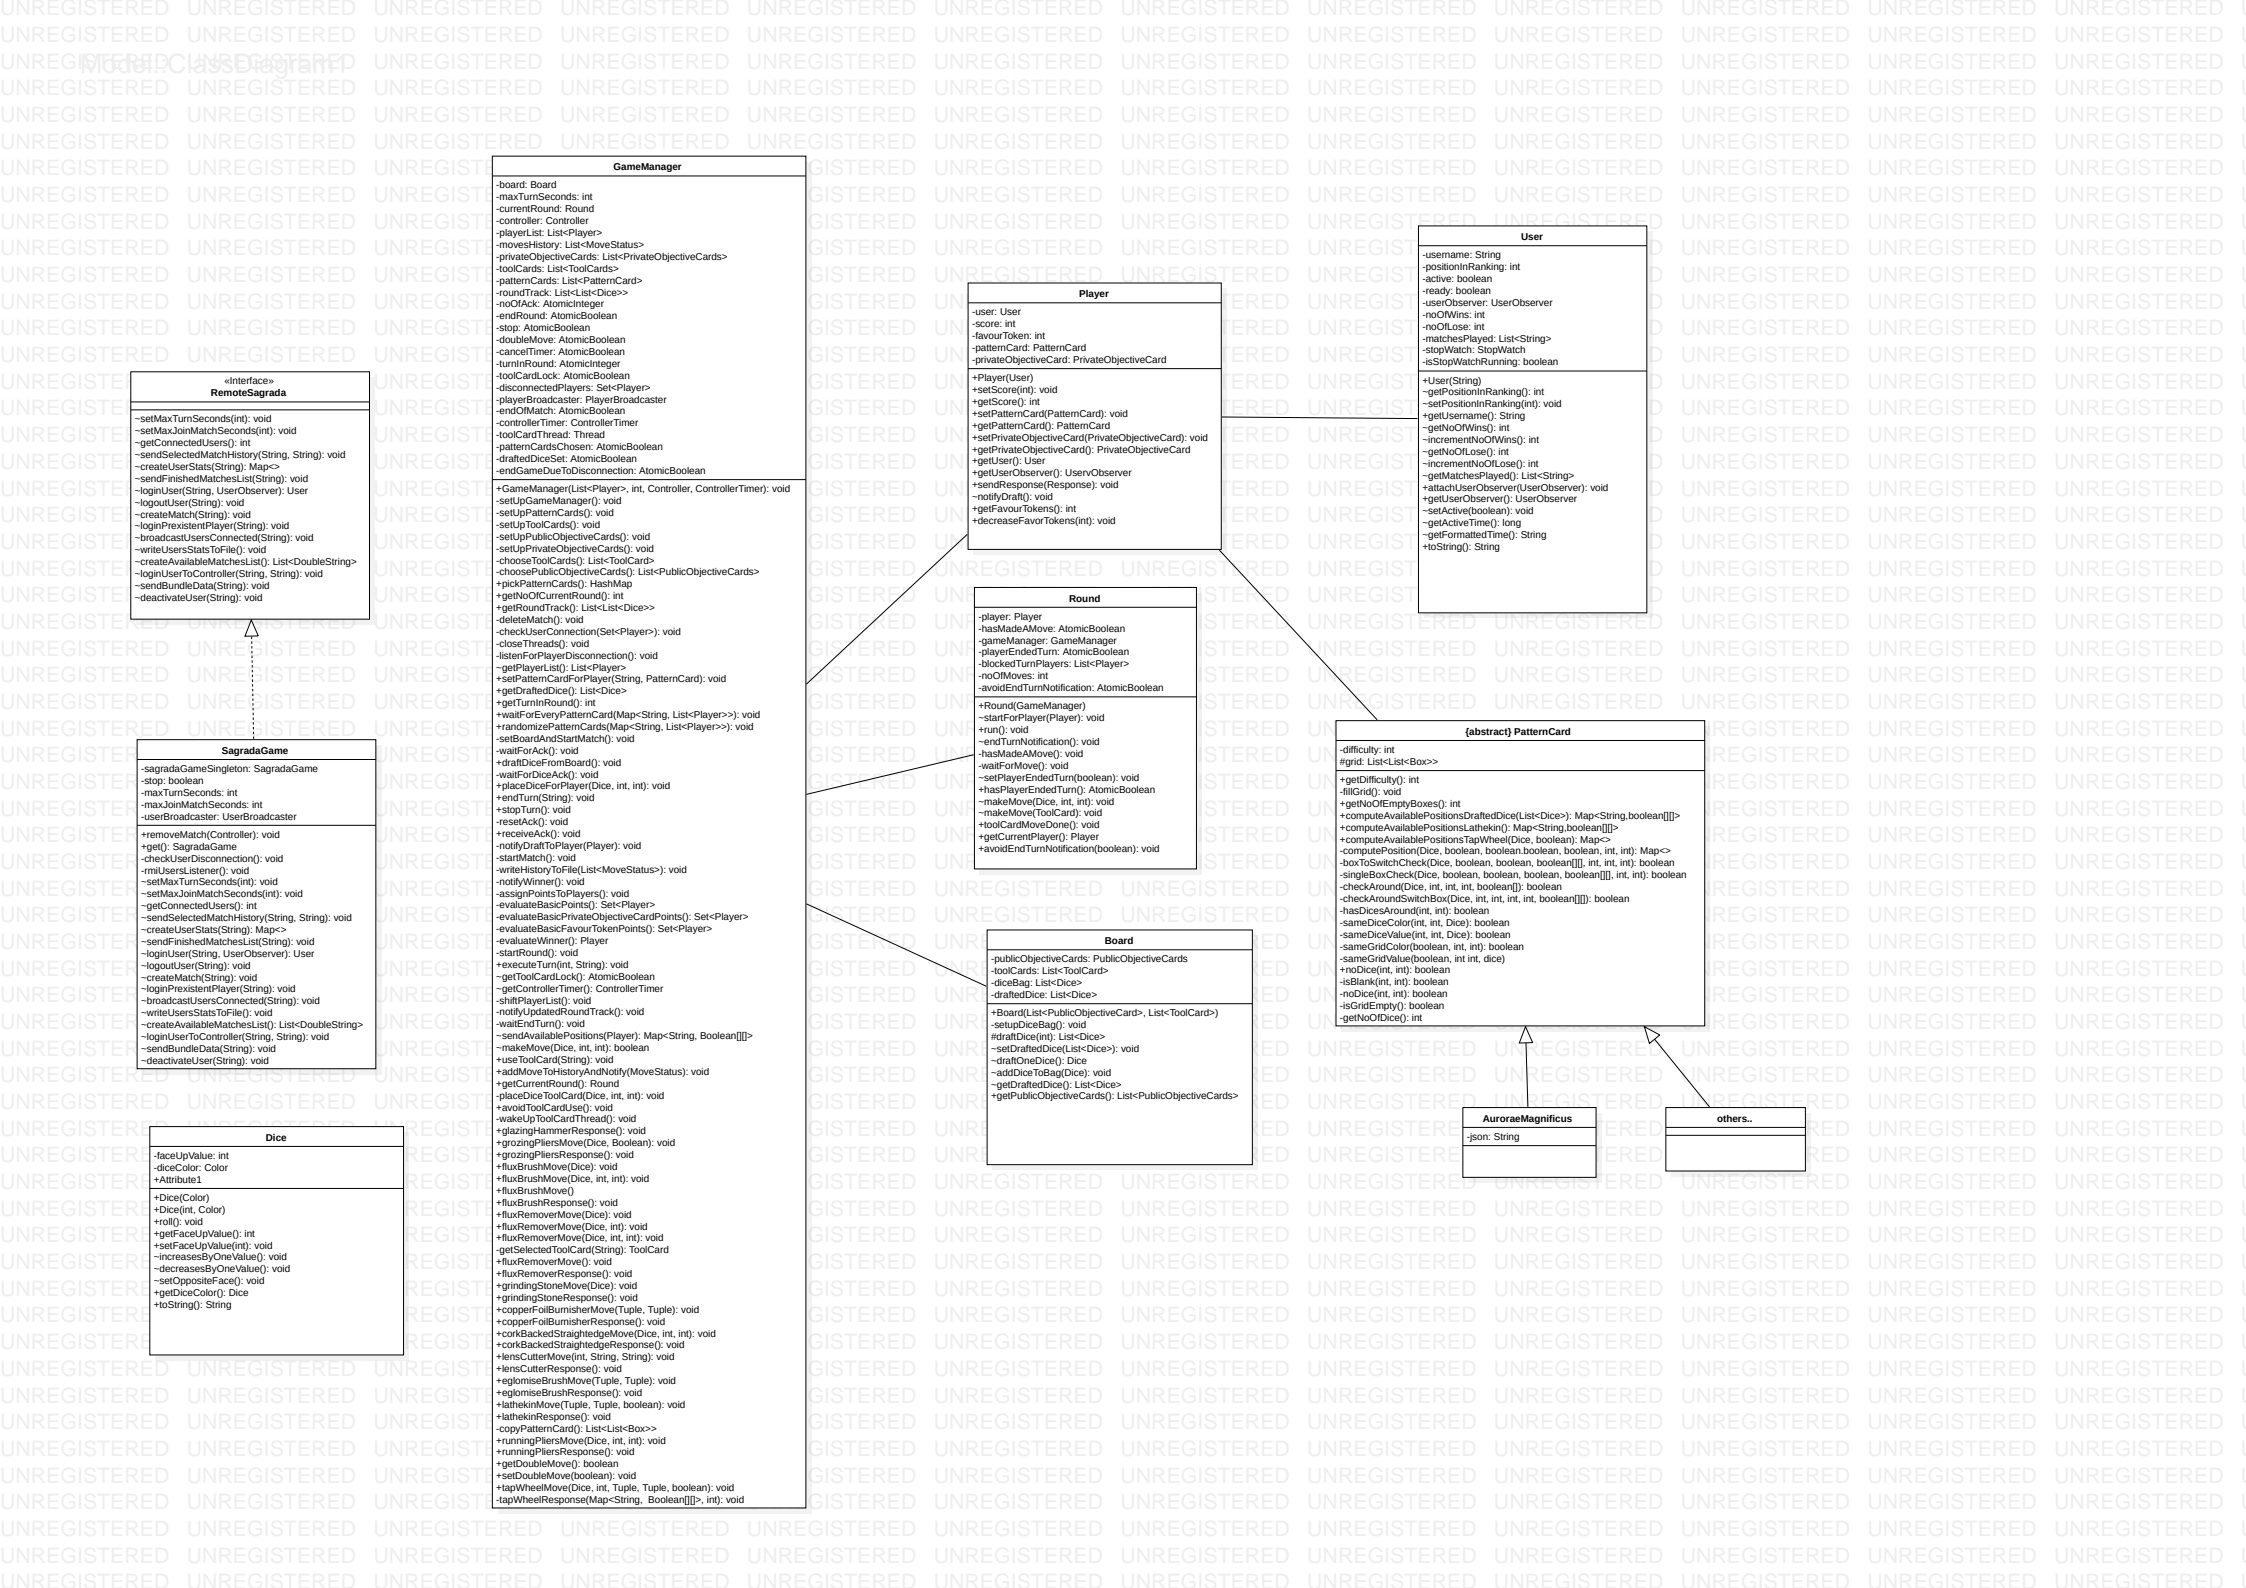 Model::ClassDiagram1
«Interface»
RemoteSagrada
~setMaxTurnSeconds(int): void
~setMaxJoinMatchSeconds(int): void
~getConnectedUsers(): int
~sendSelectedMatchHistory(String, String): void
~createUserStats(String): Map<>
~sendFinishedMatchesList(String): void
~loginUser(String, UserObserver): User
~logoutUser(String): void
~createMatch(String): void
~loginPrexistentPlayer(String): void
~broadcastUsersConnected(String): void
~writeUsersStatsToFile(): void
~createAvailableMatchesList(): List<DoubleString>
~loginUserToController(String, String): void
~sendBundleData(String): void
~deactivateUser(String): void
SagradaGame
-sagradaGameSingleton: SagradaGame
-stop: boolean
-maxTurnSeconds: int
-maxJoinMatchSeconds: int
-userBroadcaster: UserBroadcaster
+removeMatch(Controller): void
+get(): SagradaGame
-checkUserDisconnection(): void
-rmiUsersListener(): void
~setMaxTurnSeconds(int): void
~setMaxJoinMatchSeconds(int): void
~getConnectedUsers(): int
~sendSelectedMatchHistory(String, String): void
~createUserStats(String): Map<>
~sendFinishedMatchesList(String): void
~loginUser(String, UserObserver): User
~logoutUser(String): void
~createMatch(String): void
~loginPrexistentPlayer(String): void
~broadcastUsersConnected(String): void
~writeUsersStatsToFile(): void
~createAvailableMatchesList(): List<DoubleString>
~loginUserToController(String, String): void
~sendBundleData(String): void
~deactivateUser(String): void
Dice
-faceUpValue: int
-diceColor: Color
+Attribute1
+Dice(Color)
+Dice(int, Color)
+roll(): void
+getFaceUpValue(): int
+setFaceUpValue(int): void
~increasesByOneValue(): void
~decreasesByOneValue(): void
~setOppositeFace(): void
+getDiceColor(): Dice
+toString(): String
GameManager
-board: Board
-maxTurnSeconds: int
-currentRound: Round
-controller: Controller
-playerList: List<Player>
-movesHistory: List<MoveStatus>
-privateObjectiveCards: List<PrivateObjectiveCards>
-toolCards: List<ToolCards>
-patternCards: List<PatternCard>
-roundTrack: List<List<Dice>>
-noOfAck: AtomicInteger
-endRound: AtomicBoolean
-stop: AtomicBoolean
-doubleMove: AtomicBoolean
-cancelTimer: AtomicBoolean
-turnInRound: AtomicInteger
-toolCardLock: AtomicBoolean
-disconnectedPlayers: Set<Player>
-playerBroadcaster: PlayerBroadcaster
-endOfMatch: AtomicBoolean
-controllerTimer: ControllerTimer
-toolCardThread: Thread
-patternCardsChosen: AtomicBoolean
-draftedDiceSet: AtomicBoolean
-endGameDueToDisconnection: AtomicBoolean
+GameManager(List<Player>, int, Controller, ControllerTimer): void
-setUpGameManager(): void
-setUpPatternCards(): void
-setUpToolCards(): void
-setUpPublicObjectiveCards(): void
-setUpPrivateObjectiveCards(): void
-chooseToolCards(): List<ToolCard>
-choosePublicObjectiveCards(): List<PublicObjectiveCards>
+pickPatternCards(): HashMap
+getNoOfCurrentRound(): int
+getRoundTrack(): List<List<Dice>>
-deleteMatch(): void
-checkUserConnection(Set<Player>): void
-closeThreads(): void
-listenForPlayerDisconnection(): void
~getPlayerList(): List<Player>
+setPatternCardForPlayer(String, PatternCard): void
+getDraftedDice(): List<Dice>
+getTurnInRound(): int
+waitForEveryPatternCard(Map<String, List<Player>>): void
+randomizePatternCards(Map<String, List<Player>>): void
-setBoardAndStartMatch(): void
-waitForAck(): void
+draftDiceFromBoard(): void
-waitForDiceAck(): void
+placeDiceForPlayer(Dice, int, int): void
+endTurn(String): void
+stopTurn(): void
-resetAck(): void
+receiveAck(): void
-notifyDraftToPlayer(Player): void
-startMatch(): void
-writeHistoryToFile(List<MoveStatus>): void
-notifyWinner(): void
-assignPointsToPlayers(): void
-evaluateBasicPoints(): Set<Player>
-evaluateBasicPrivateObjectiveCardPoints(): Set<Player>
-evaluateBasicFavourTokenPoints(): Set<Player>
-evaluateWinner(): Player
-startRound(): void
+executeTurn(int, String): void
~getToolCardLock(): AtomicBoolean
~getControllerTimer(): ControllerTimer
-shiftPlayerList(): void
-notifyUpdatedRoundTrack(): void
-waitEndTurn(): void
~sendAvailablePositions(Player): Map<String, Boolean[][]>
~makeMove(Dice, int, int): boolean
+useToolCard(String): void
+addMoveToHistoryAndNotify(MoveStatus): void
+getCurrentRound(): Round
-placeDiceToolCard(Dice, int, int): void
+avoidToolCardUse(): void
-wakeUpToolCardThread(): void
+glazingHammerResponse(): void
+grozingPliersMove(Dice, Boolean): void
+grozingPliersResponse(): void
+fluxBrushMove(Dice): void
+fluxBrushMove(Dice, int, int): void
+fluxBrushMove()
+fluxBrushResponse(): void
+fluxRemoverMove(Dice): void
+fluxRemoverMove(Dice, int): void
+fluxRemoverMove(Dice, int, int): void
-getSelectedToolCard(String): ToolCard
+fluxRemoverMove(): void
+fluxRemoverResponse(): void
+grindingStoneMove(Dice): void
+grindingStoneResponse(): void
+copperFoilBurnisherMove(Tuple, Tuple): void
+copperFoilBurnisherResponse(): void
+corkBackedStraightedgeMove(Dice, int, int): void
+corkBackedStraightedgeResponse(): void
+lensCutterMove(int, String, String): void
+lensCutterResponse(): void
+eglomiseBrushMove(Tuple, Tuple): void
+eglomiseBrushResponse(): void
+lathekinMove(Tuple, Tuple, boolean): void
+lathekinResponse(): void
-copyPatternCard(): List<List<Box>>
+runningPliersMove(Dice, int, int): void
+runningPliersResponse(): void
+getDoubleMove(): boolean
+setDoubleMove(boolean): void
+tapWheelMove(Dice, int, Tuple, Tuple, boolean): void
-tapWheelResponse(Map<String, Boolean[][]>, int): void
Player
-user: User
-score: int
-favourToken: int
-patternCard: PatternCard
-privateObjectiveCard: PrivateObjectiveCard
+Player(User)
+setScore(int): void
+getScore(): int
+setPatternCard(PatternCard): void
+getPatternCard(): PatternCard
+setPrivateObjectiveCard(PrivateObjectiveCard): void
+getPrivateObjectiveCard(): PrivateObjectiveCard
+getUser(): User
+getUserObserver(): UservObserver
+sendResponse(Response): void
~notifyDraft(): void
+getFavourTokens(): int
+decreaseFavorTokens(int): void
Round
-player: Player
-hasMadeAMove: AtomicBoolean
-gameManager: GameManager
-playerEndedTurn: AtomicBoolean
-blockedTurnPlayers: List<Player>
-noOfMoves: int
-avoidEndTurnNotification: AtomicBoolean
+Round(GameManager)
~startForPlayer(Player): void
+run(): void
~endTurnNotification(): void
-hasMadeAMove(): void
-waitForMove(): void
~setPlayerEndedTurn(boolean): void
+hasPlayerEndedTurn(): AtomicBoolean
~makeMove(Dice, int, int): void
~makeMove(ToolCard): void
+toolCardMoveDone(): void
+getCurrentPlayer(): Player
+avoidEndTurnNotification(boolean): void
Board
-publicObjectiveCards: PublicObjectiveCards
-toolCards: List<ToolCard>
-diceBag: List<Dice>
-draftedDice: List<Dice>
+Board(List<PublicObjectiveCard>, List<ToolCard>)
-setupDiceBag(): void
#draftDice(int): List<Dice>
~setDraftedDice(List<Dice>): void
~draftOneDice(): Dice
~addDiceToBag(Dice): void
~getDraftedDice(): List<Dice>
+getPublicObjectiveCards(): List<PublicObjectiveCards>
User
-username: String
-positionInRanking: int
-active: boolean
-ready: boolean
-userObserver: UserObserver
-noOfWins: int
-noOfLose: int
-matchesPlayed: List<String>
-stopWatch: StopWatch
-isStopWatchRunning: boolean
+User(String)
~getPositionInRanking(): int
~setPositionInRanking(int): void
+getUsername(): String
~getNoOfWins(): int
~incrementNoOfWins(): int
~getNoOfLose(): int
~incrementNoOfLose(): int
~getMatchesPlayed(): List<String>
+attachUserObserver(UserObserver): void
+getUserObserver(): UserObserver
~setActive(boolean): void
~getActiveTime(): long
~getFormattedTime(): String
+toString(): String
{abstract} PatternCard
-difficulty: int
#grid: List<List<Box>>
+getDifficulty(): int
-fillGrid(): void
+getNoOfEmptyBoxes(): int
+computeAvailablePositionsDraftedDice(List<Dice>): Map<String,boolean[][]>
+computeAvailablePositionsLathekin(): Map<String,boolean[][]>
+computeAvailablePositionsTapWheel(Dice, boolean): Map<>
-computePosition(Dice, boolean, boolean.boolean, boolean, int, int): Map<>
-boxToSwitchCheck(Dice, boolean, boolean, boolean[][], int, int, int): boolean
-singleBoxCheck(Dice, boolean, boolean, boolean, boolean[][], int, int): boolean
-checkAround(Dice, int, int, int, boolean[]): boolean
-checkAroundSwitchBox(Dice, int, int, int, int, boolean[][]): boolean
-hasDicesAround(int, int): boolean
-sameDiceColor(int, int, Dice): boolean
-sameDiceValue(int, int, Dice): boolean
-sameGridColor(boolean, int, int): boolean
-sameGridValue(boolean, int int, dice)
+noDice(int, int): boolean
-isBlank(int, int): boolean
-noDice(int, int): boolean
-isGridEmpty(): boolean
-getNoOfDice(): int
AuroraeMagnificus
-json: String
others..